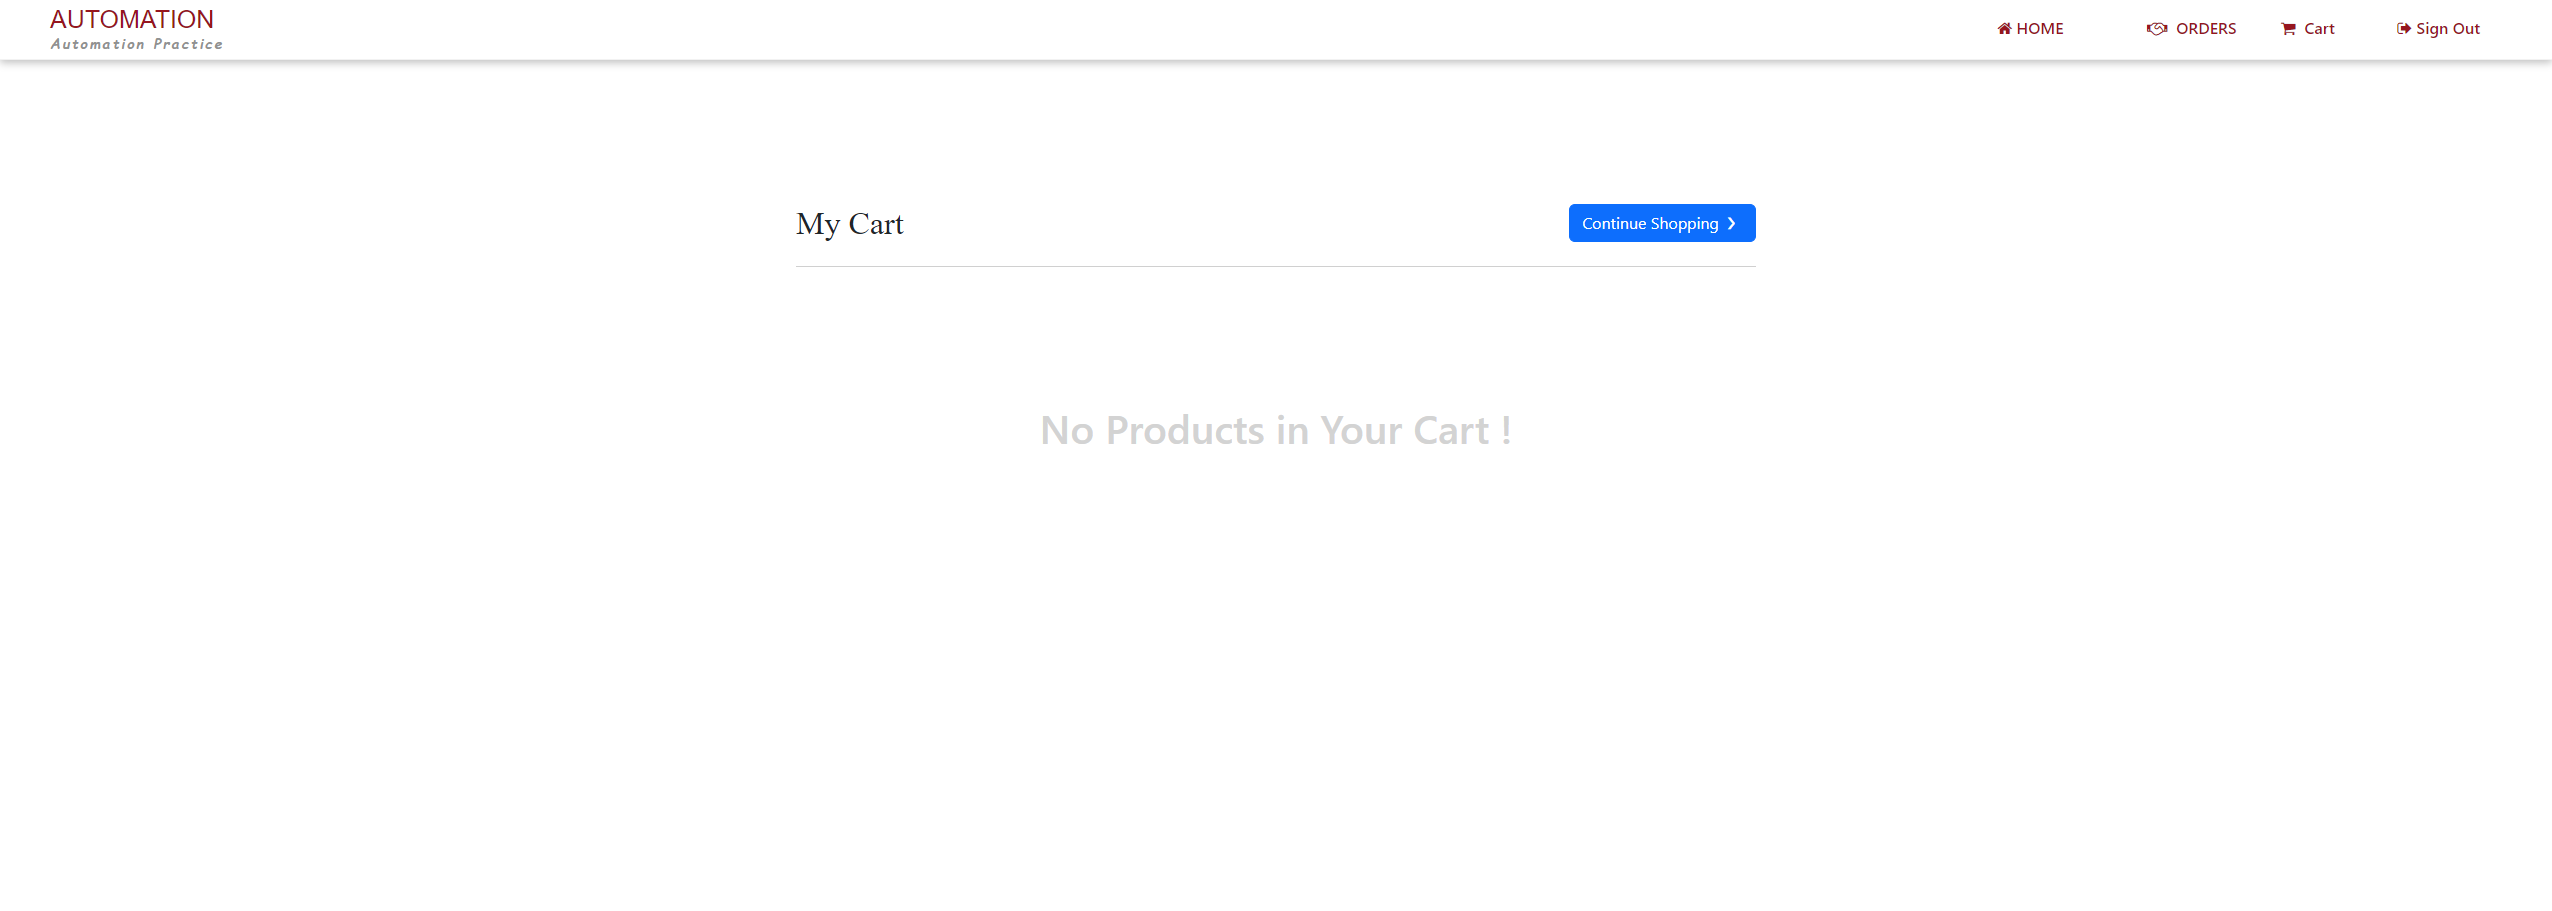 AUTOMATION
Automation Practice
HOME
ORDERS
Cart
Sign Out
My Cart
Continue Shopping
No Products in Your Cart !